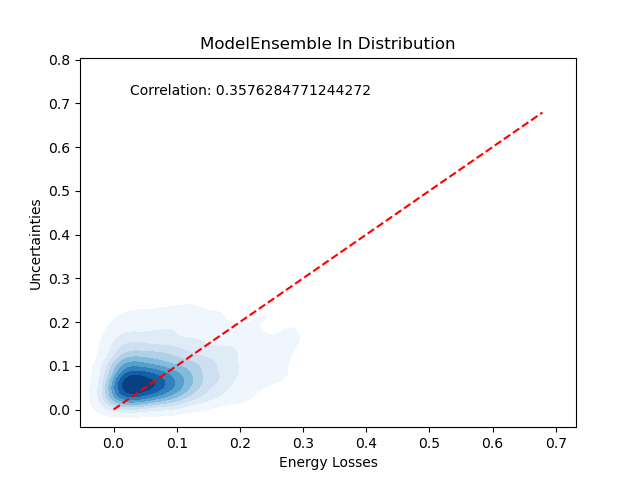 ModelEnsemble In Distribution
Correlation: 0.3576284771244272
Uncertainties
0.8
0.7
0.6
0.5
0.4
0.3
0.2
0.1
0.0
0.0 0.1 0.2 0.3 0.4 0.5 0.6 0.7
Energy Losses